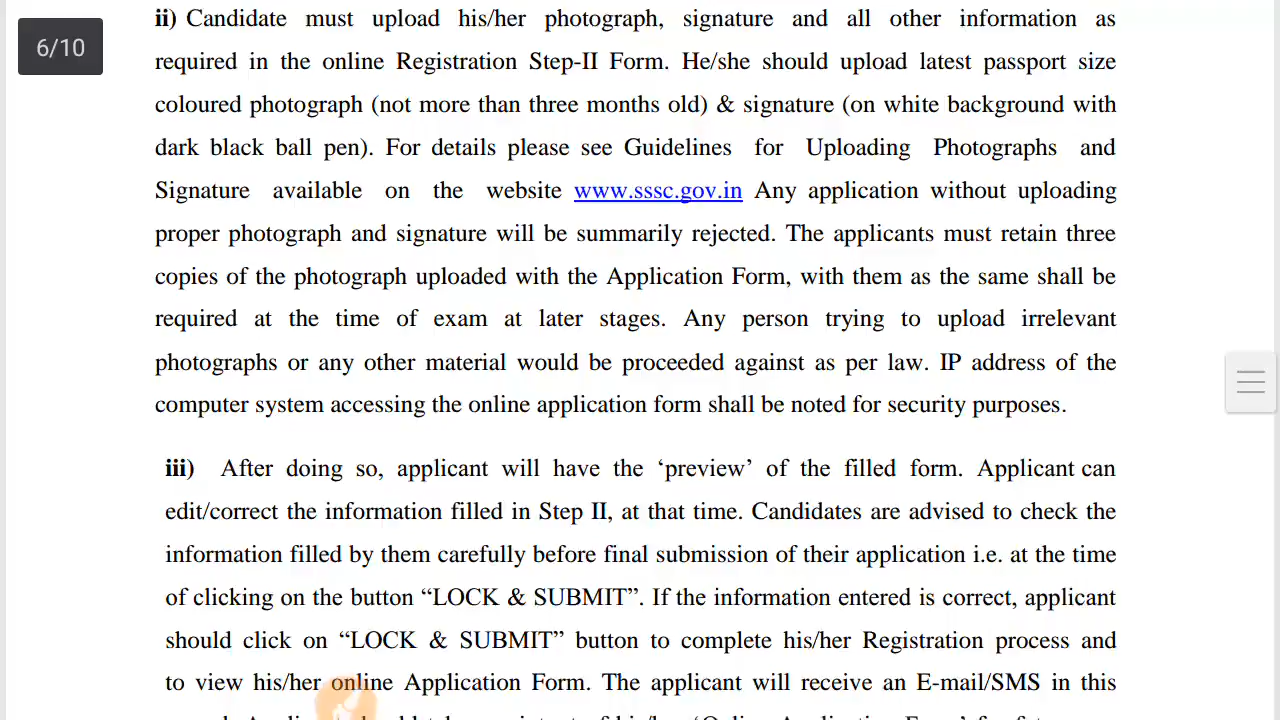 6/10
ii) Candidate must upload his/her photograph, signature and all other information as
required in the online Registration Step-II Form. He/she should upload latest passport size
coloured photograph (not more than three months old) & signature (on white background with
dark black ball pen). For details please see Guidelines for Uploading Photographs and
Signature available on the website www.sssc.gov.in Any application without uploading
proper photograph and signature will be summarily rejected. The applicants must retain three
copies of the photograph uploaded with the Application Form, with them as the same shall be
required at the time of exam at later stages. Any person trying to upload irrelevant
photographs or any other material would be proceeded against as per law. IP address of the
computer system accessing the online application form shall be noted for security purposes.
iii) After doing so, applicant will have the ‘preview’ of the filled form. Applicant can
edit/correct the information filled in Step II, at that time. Candidates are advised to check the
information filled by them carefully before final submission of their application i.e. at the time
of clicking on the button “LOCK & SUBMIT”. If the information entered is correct, applicant
should click on “LOCK & SUBMIT” button to complete his/her Registration process and
to view his/her online Application Form. The applicant will receive an E-mail/SMS in this